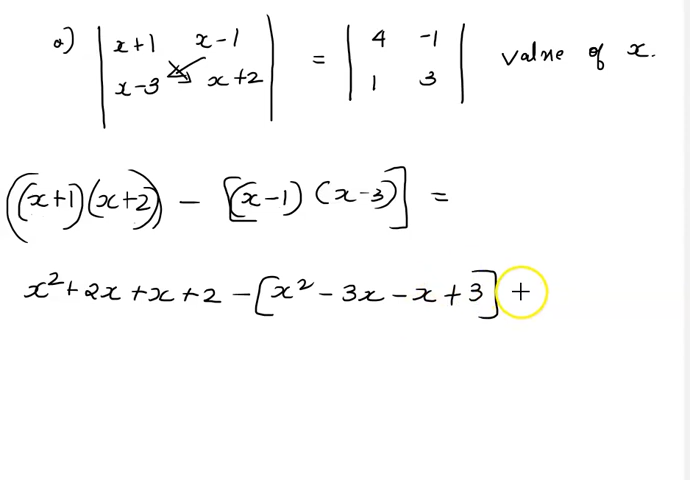 a) | x+1 x-1 | = | 4 -1 | value of x.
| x-3 x+2 | | 1 3 |
((x+1)(x+2)) - [(x-1)(x-3)] =
x²+2x+x+2-[x²-3x-x+3] +